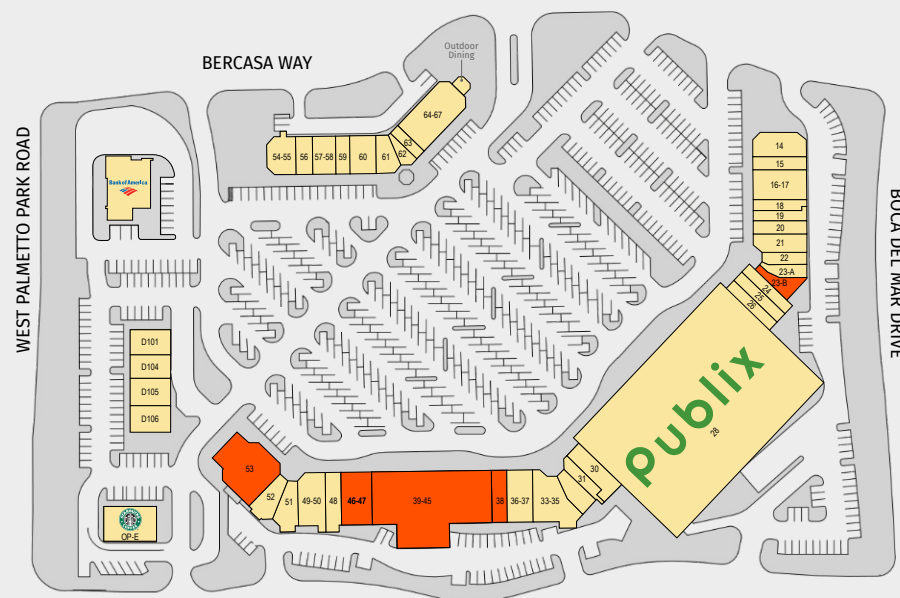 Outdoor
Dining
BERCASA WAY
64-67
63
62
54-55
56
57-58
59
60
61
WEST PALMETTO PARK ROAD
BOCA DEL MAR DRIVE
Bank of America
14
15
16-17
18
19
20
21
22
23-A
23-B
24
25
26
D101
D104
D105
D106
Publix
28
30
31
33-35
36-37
38
39-45
46-47
48
49-50
51
52
53
OP-E